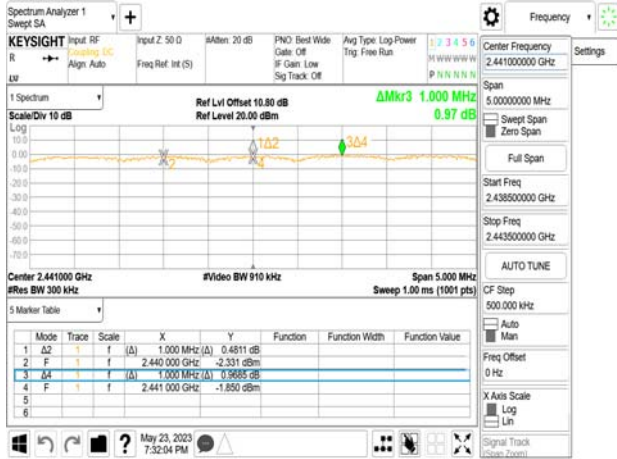 Spectrum Analyzer 1
Swept SA
Frequency
Settings
KEYSIGHT Input: RF
Coupling: DC
Align: Auto
R
LU
Input Z: 50 Ω
Freq Ref: Int (S)
#Atten: 20 dB
PNO: Best Wide
Gate: Off
IF Gain: Low
Sig Track: Off
Avg Type: Log-Power
Trig: Free Run
1 2 3 4 5 6
M W W W W W
P N N N N N
1 Spectrum
Scale/Div 10 dB
Ref Lvl Offset 10.80 dB
Ref Level 20.00 dBm
ΔMkr3 1.000 MHz
0.97 dB
Log
10.0
0.00
-10.0
-20.0
-30.0
-40.0
-50.0
-60.0
-70.0
1Δ2
3Δ4
2
4
Center 2.441000 GHz
#Res BW 300 kHz
#Video BW 910 kHz
Span 5.000 MHz
Sweep 1.00 ms (1001 pts)
5 Marker Table
Mode Trace Scale X Y Function Function Width Function Value
1 Δ2 1 f (Δ) 1.000 MHz (Δ) 0.4811 dB
2 F 1 f 2.440 000 GHz -2.331 dBm
3 Δ4 1 f (Δ) 1.000 MHz (Δ) 0.9685 dB
4 F 1 f 2.441 000 GHz -1.850 dBm
5
6
May 23, 2023
7:32:04 PM
Center Frequency
2.441000000 GHz
Span
5.00000000 MHz
Swept Span
Zero Span
Full Span
Start Freq
2.438500000 GHz
Stop Freq
2.443500000 GHz
AUTO TUNE
CF Step
500.000 kHz
Auto
Man
Freq Offset
0 Hz
X Axis Scale
Log
Lin
Signal Track
(Span Zoom)